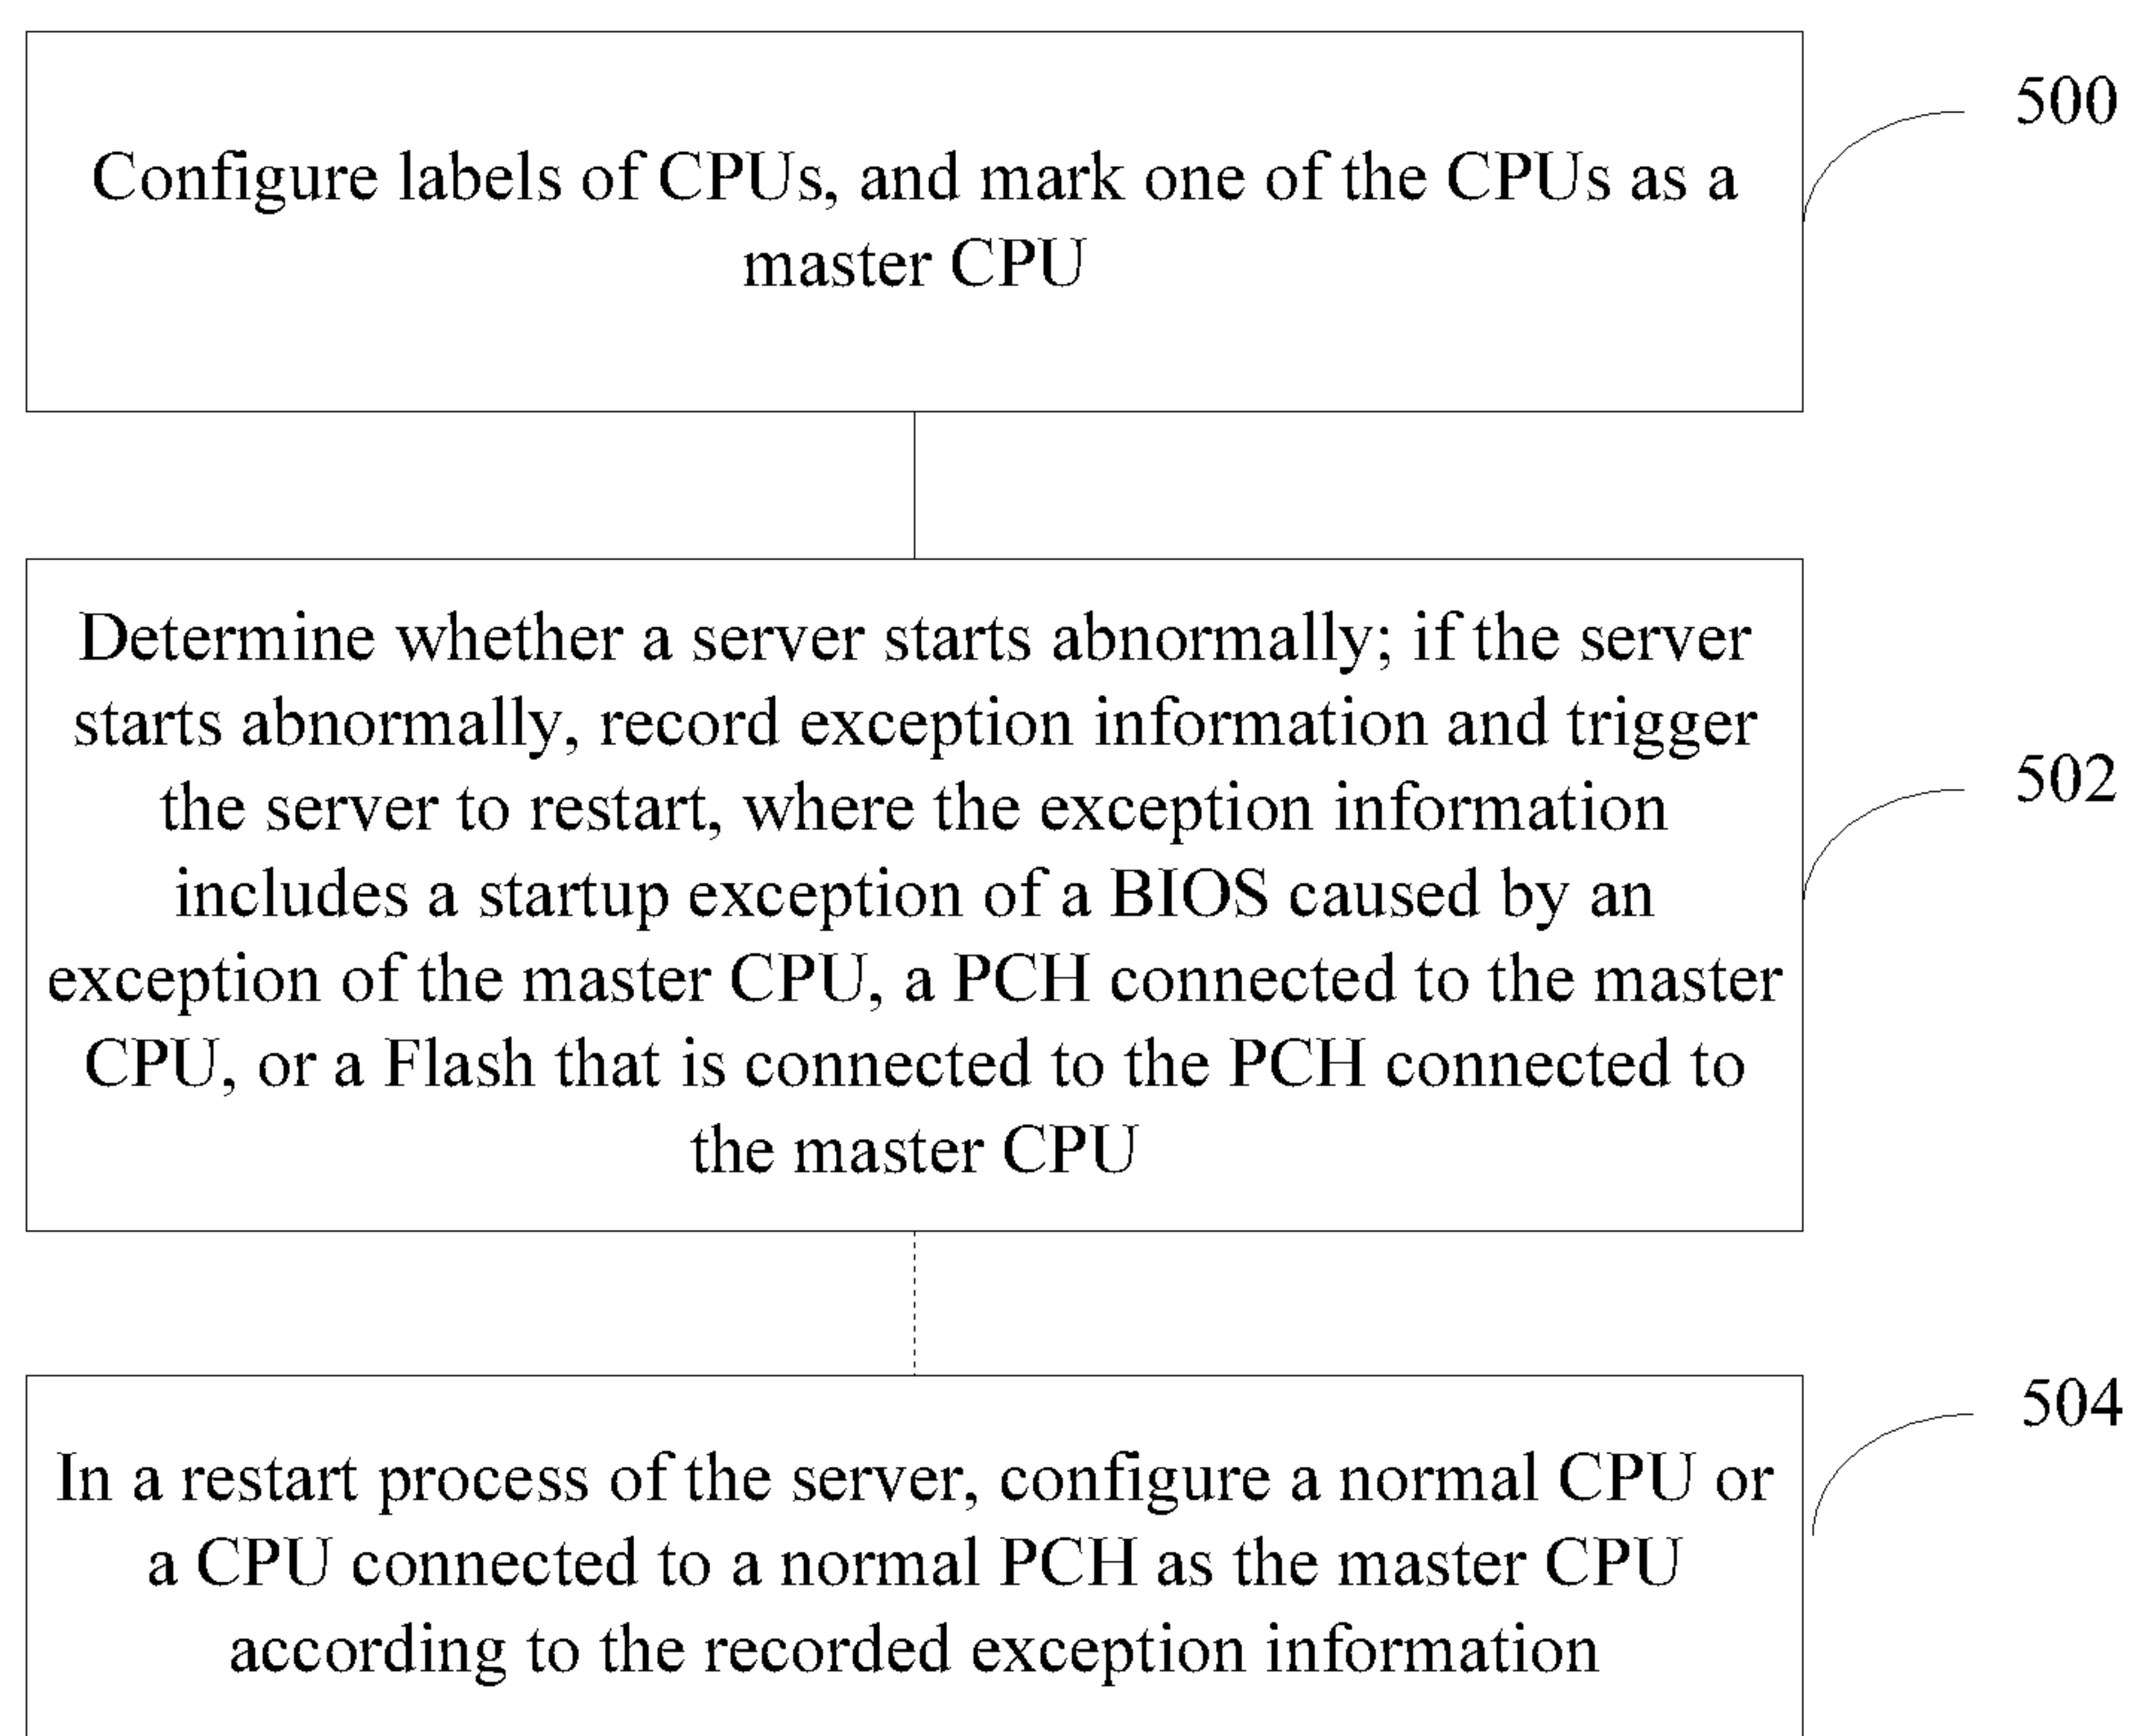 500
Configure labels of CPUs, and mark one of the CPUs as a
master CPU
Determine whether a server starts abnormally; if the server
starts abnormally, record exception information and trigger
the server to restart, where the exception information
502
includes a startup exception of a BIOS caused by an
exception of the master CPU, a PCH connected to the master
CPU, or a Flash that is connected to the PCH connected to
the master CPU
504
In a restart process of the server, configure a normal CPU or
a CPU connected to a normal PCH as the master CPU
according to the recorded exception information